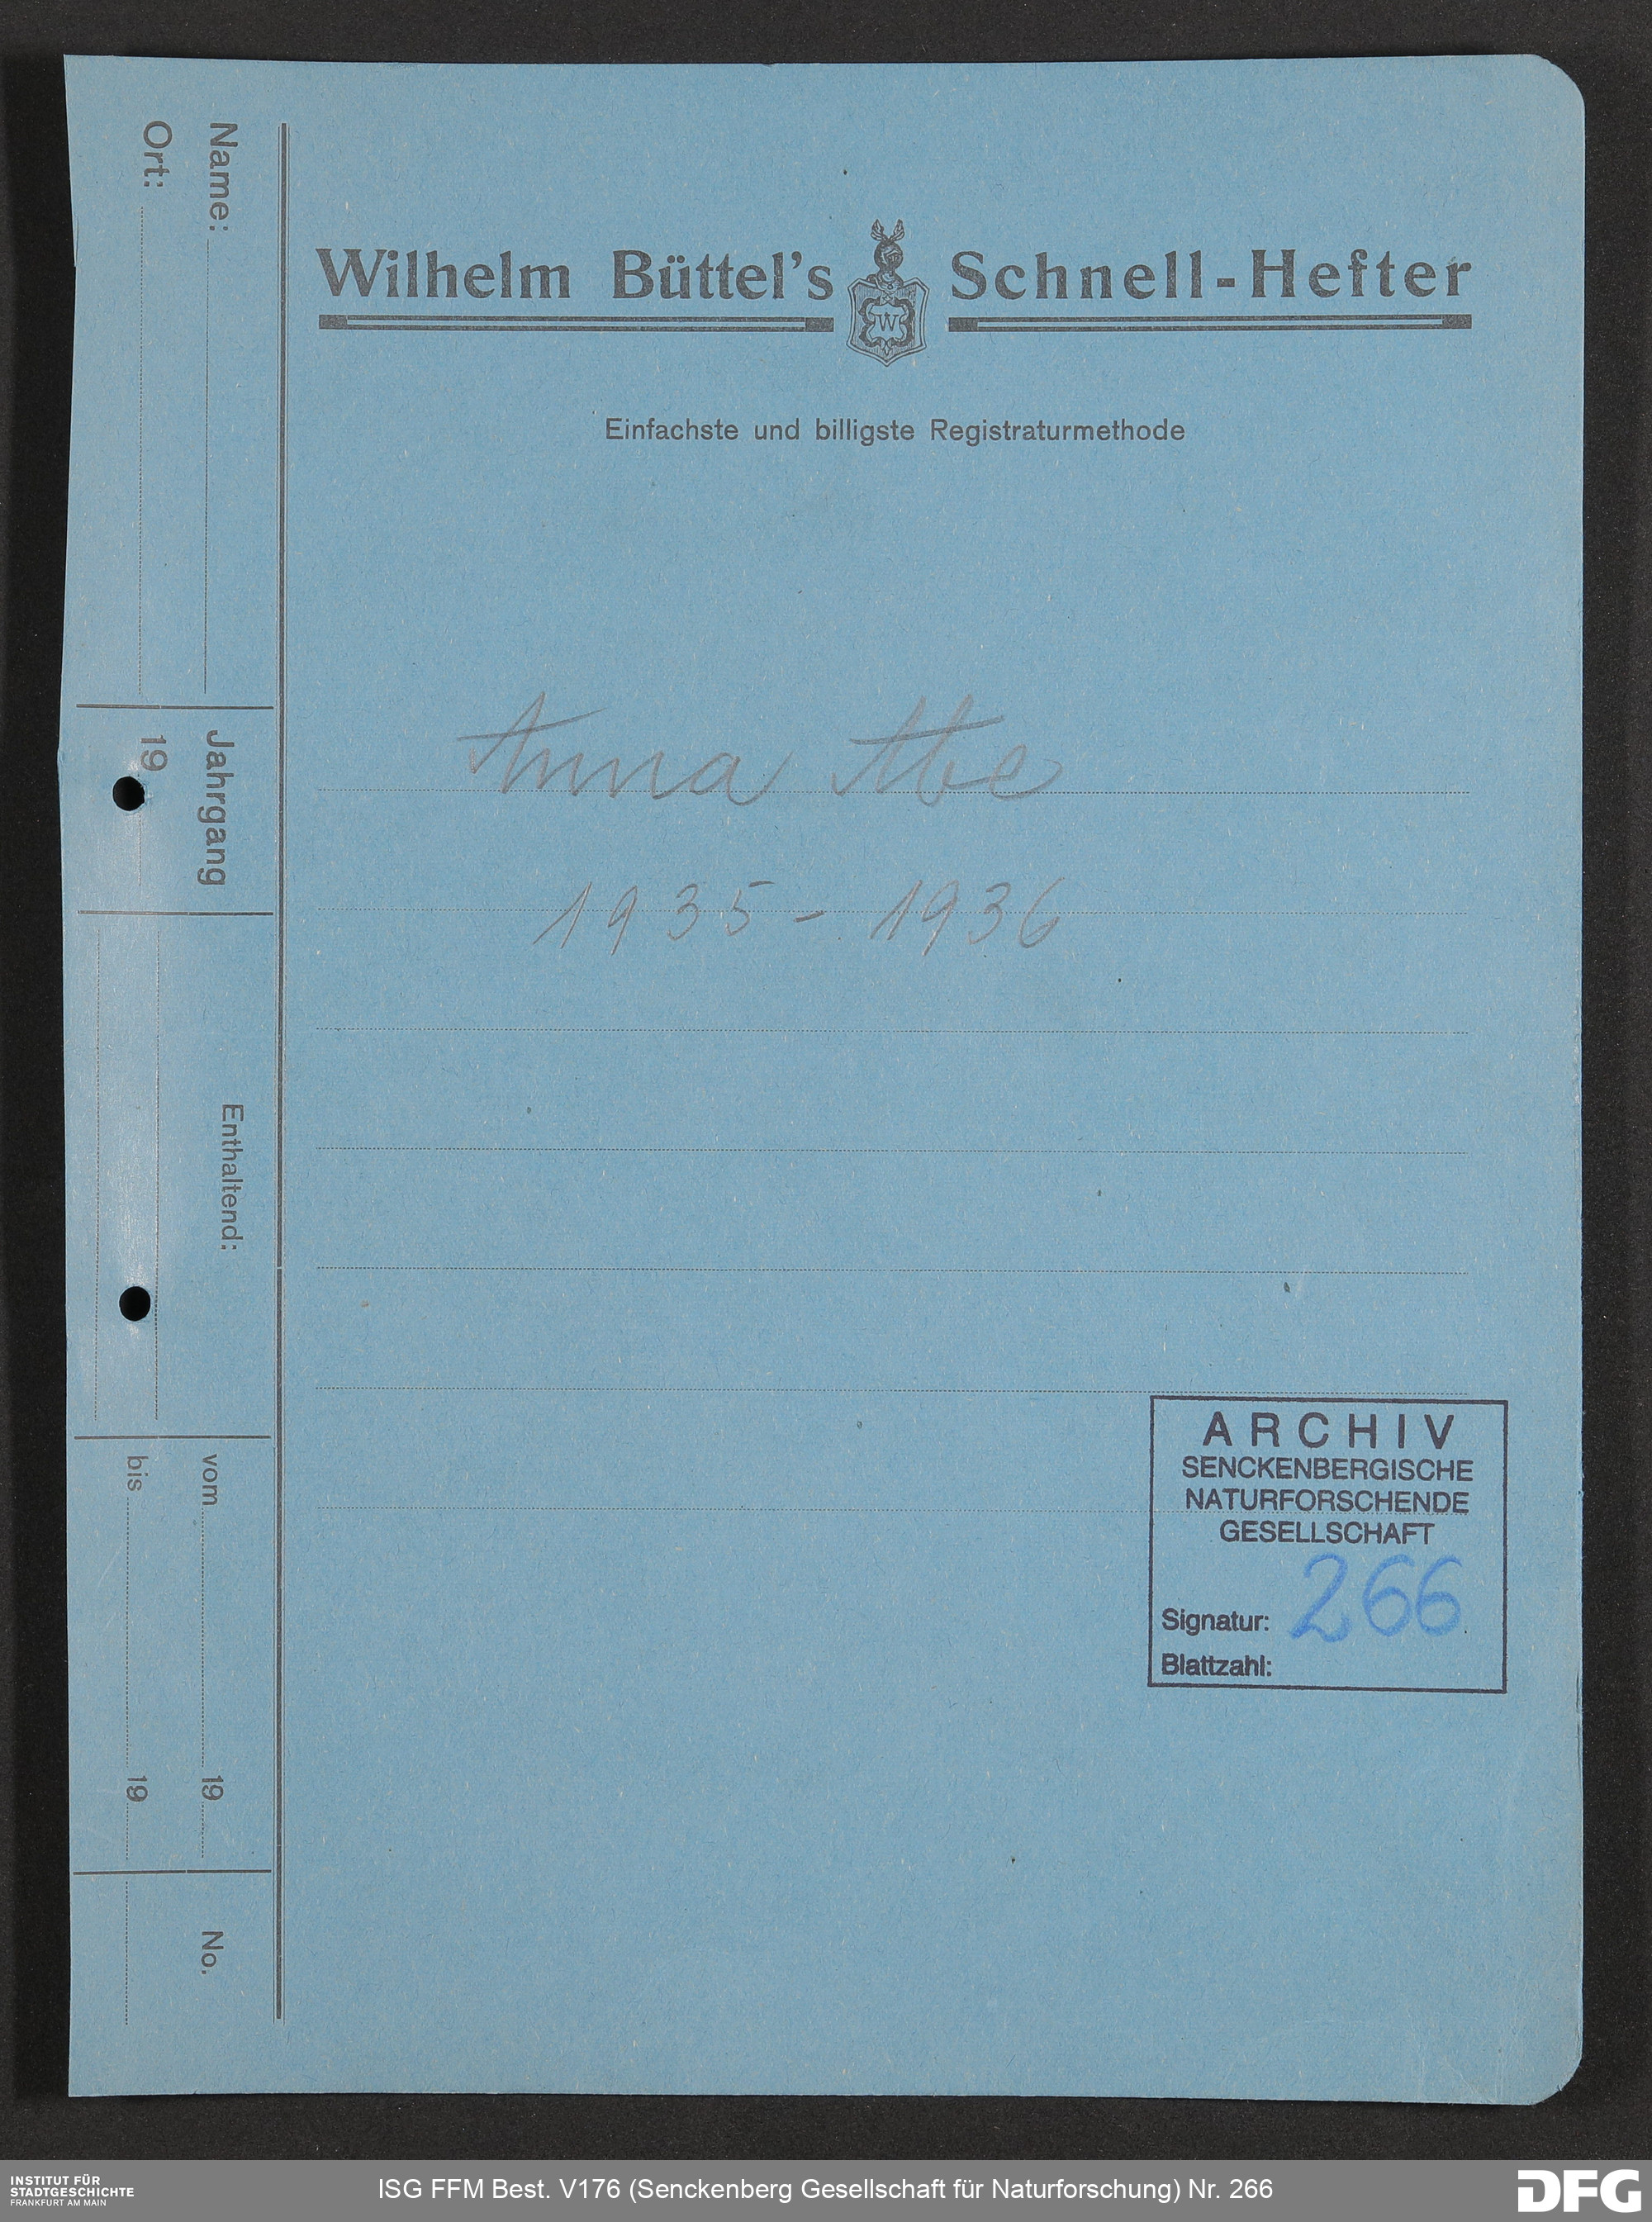 Wilhelm Büttel's Schnell-Hefter
W
Einfachste und billigste Registraturmethode
Anna Abe
1935 - 1936
Name:
Ort:
Jahrgang
19
Enthaltend:
vom 19
bis 19
No.
ARCHIV
SENCKENBERGISCHE
NATURFORSCHENDE
GESELLSCHAFT
Signatur: 266
Blattzahl:
INSTITUT FÜR
STADTGESCHICHTE
FRANKFURT AM MAIN
ISG FFM Best. V176 (Senckenberg Gesellschaft für Naturforschung) Nr. 266
DFG